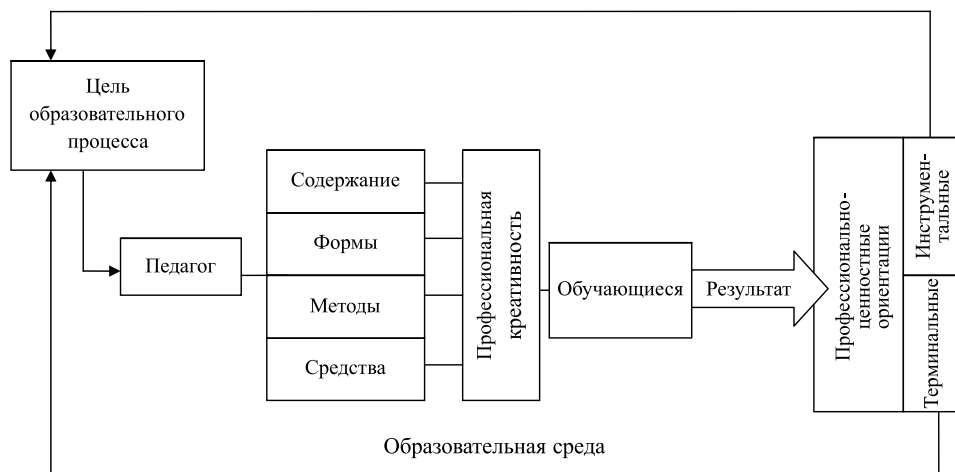 Цель
образовательного
процесса
Педагог
Содержание
Формы
Методы
Средства
Профессиональная
креативность
Обучающиеся
Результат
Профессионально-
ценностные
ориентации
Инструмен-
тальные
Терминальные
Образовательная среда